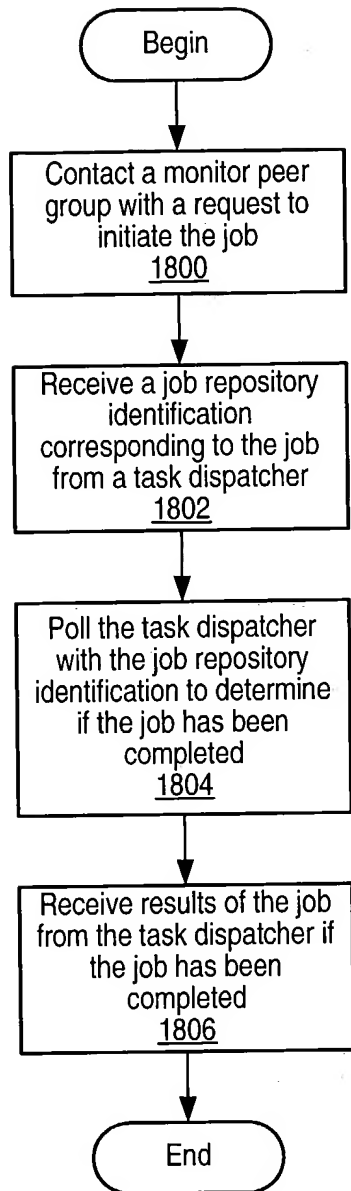 Begin
Contact a monitor peer
group with a request to
initiate the job
1800
Receive a job repository
identification
corresponding to the job
from a task dispatcher
1802
Poll the task dispatcher
with the job repository
identification to determine
if the job has been
completed
1804
Receive results of the job
from the task dispatcher if
the job has been
completed
1806
End